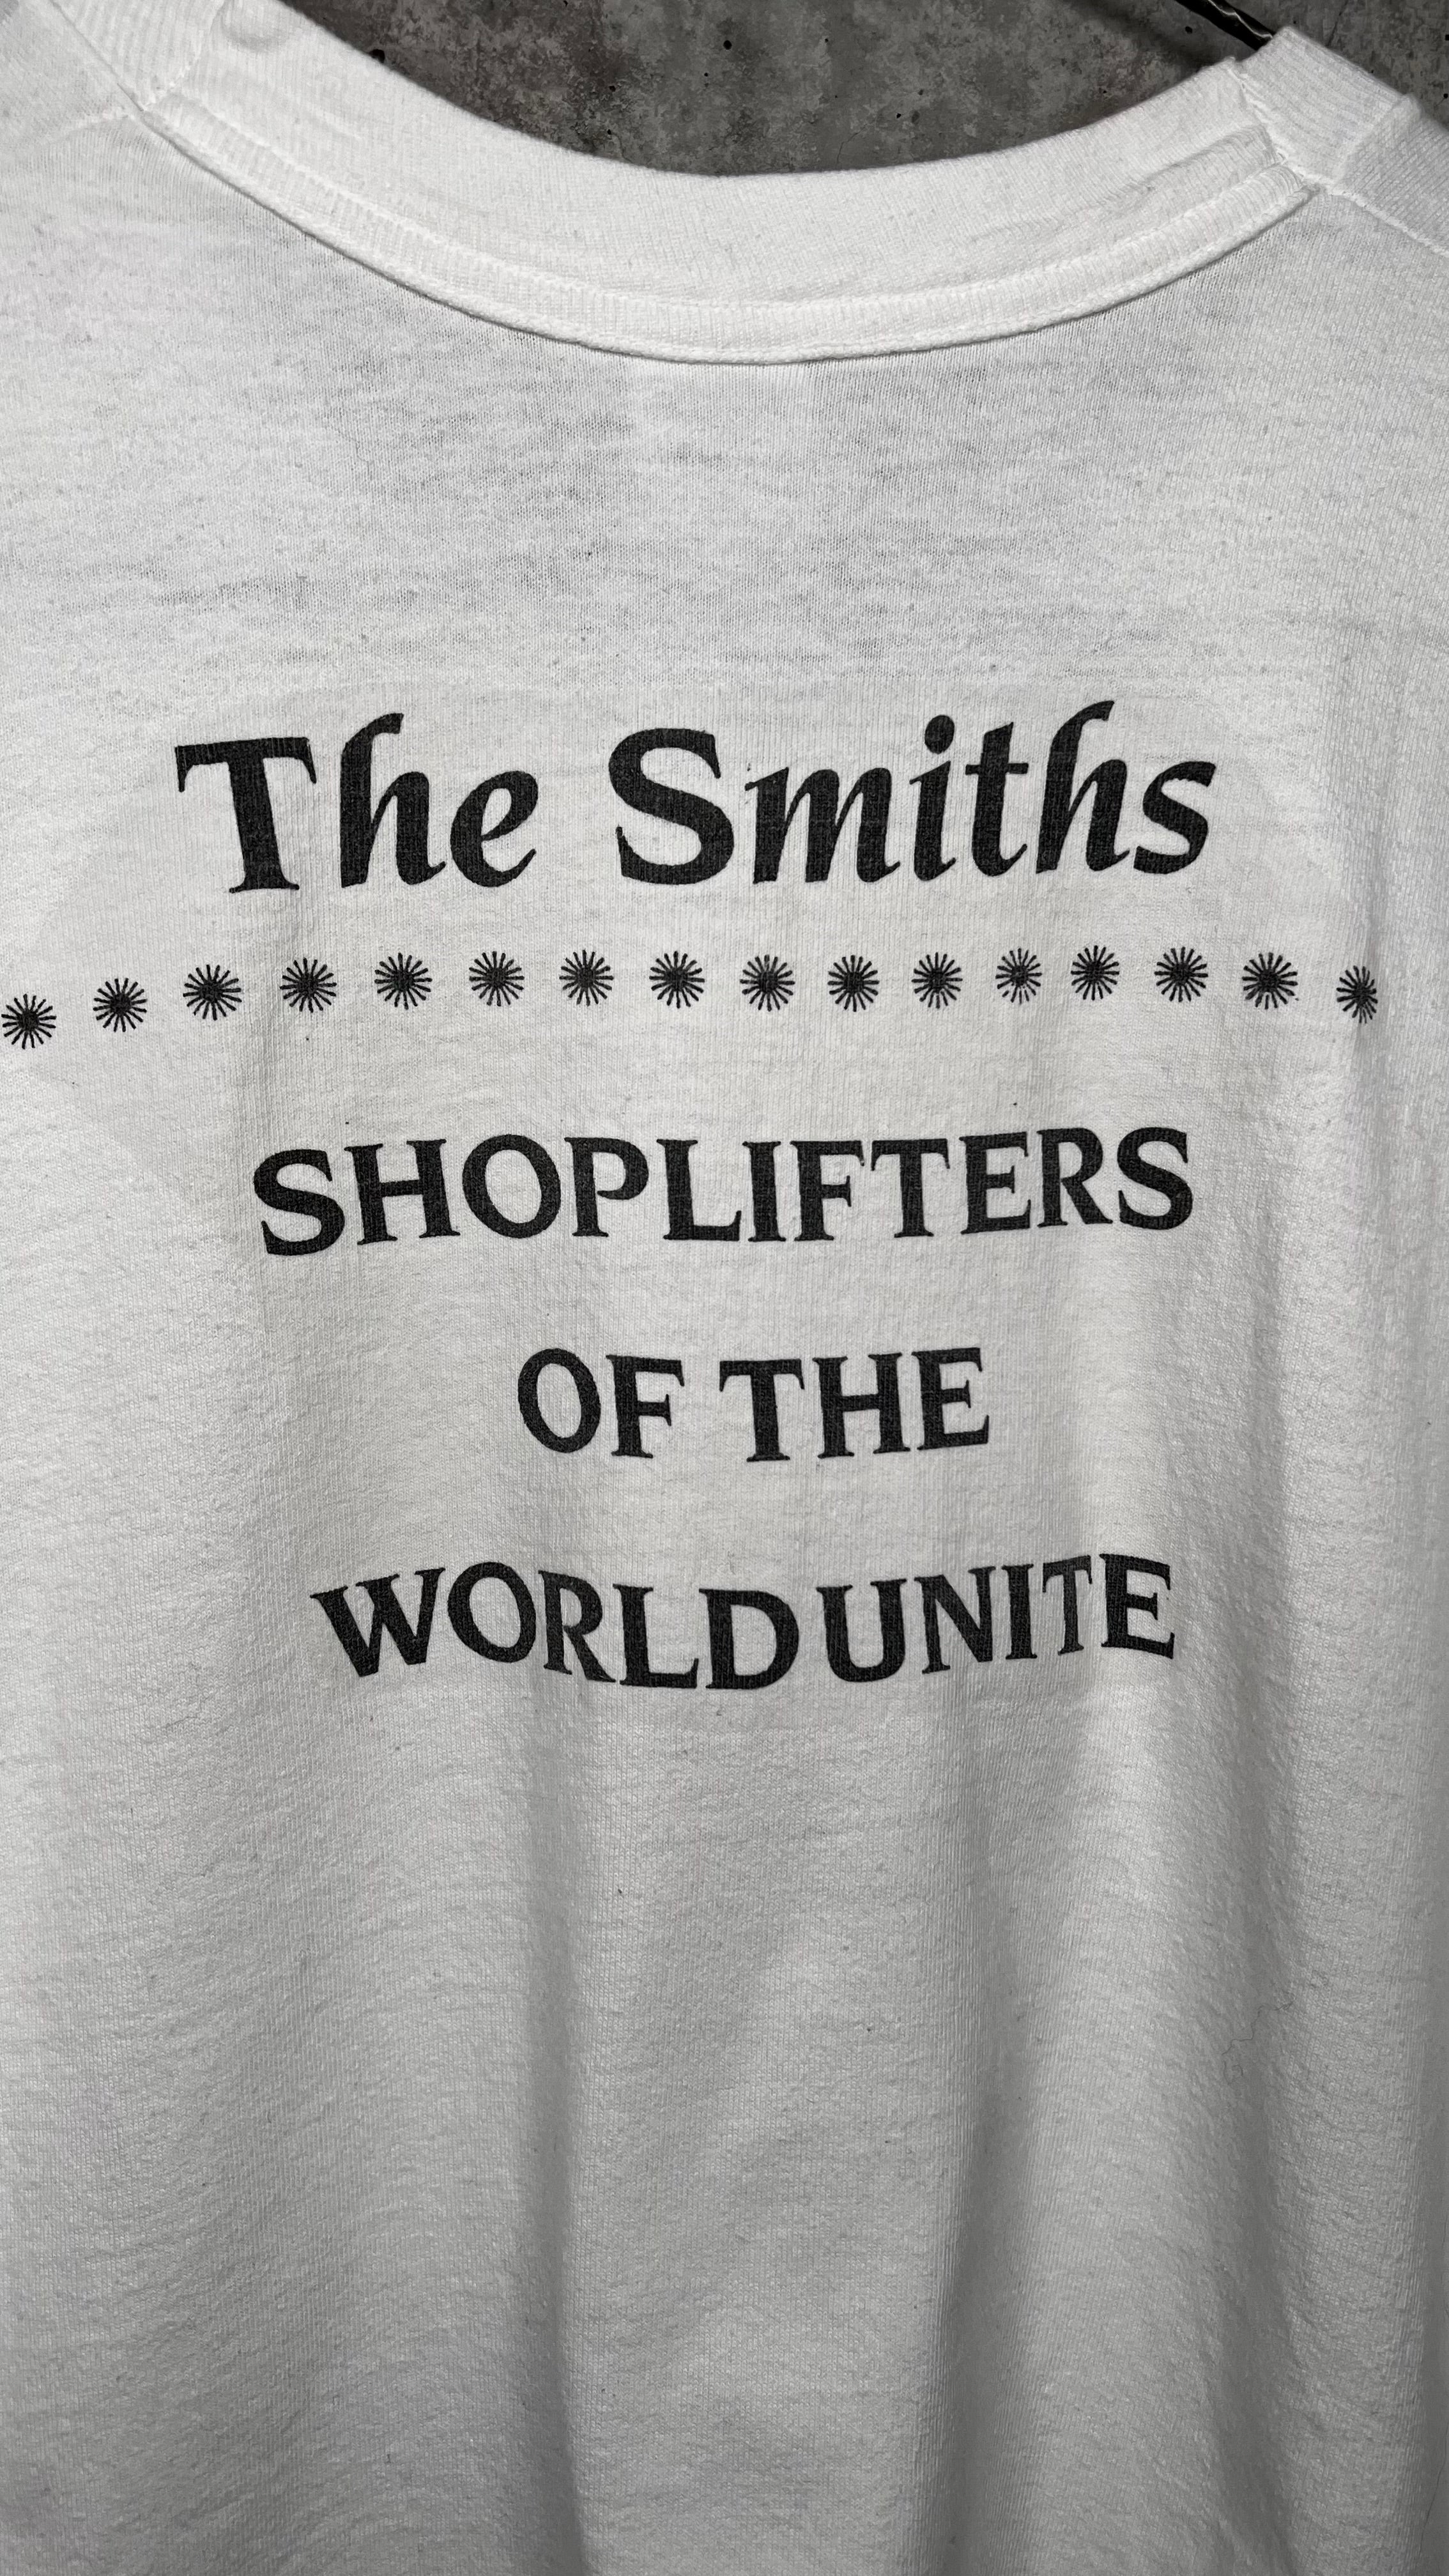 The Smiths
SHOPLIFTERS
OF THE
WORLD UNITE